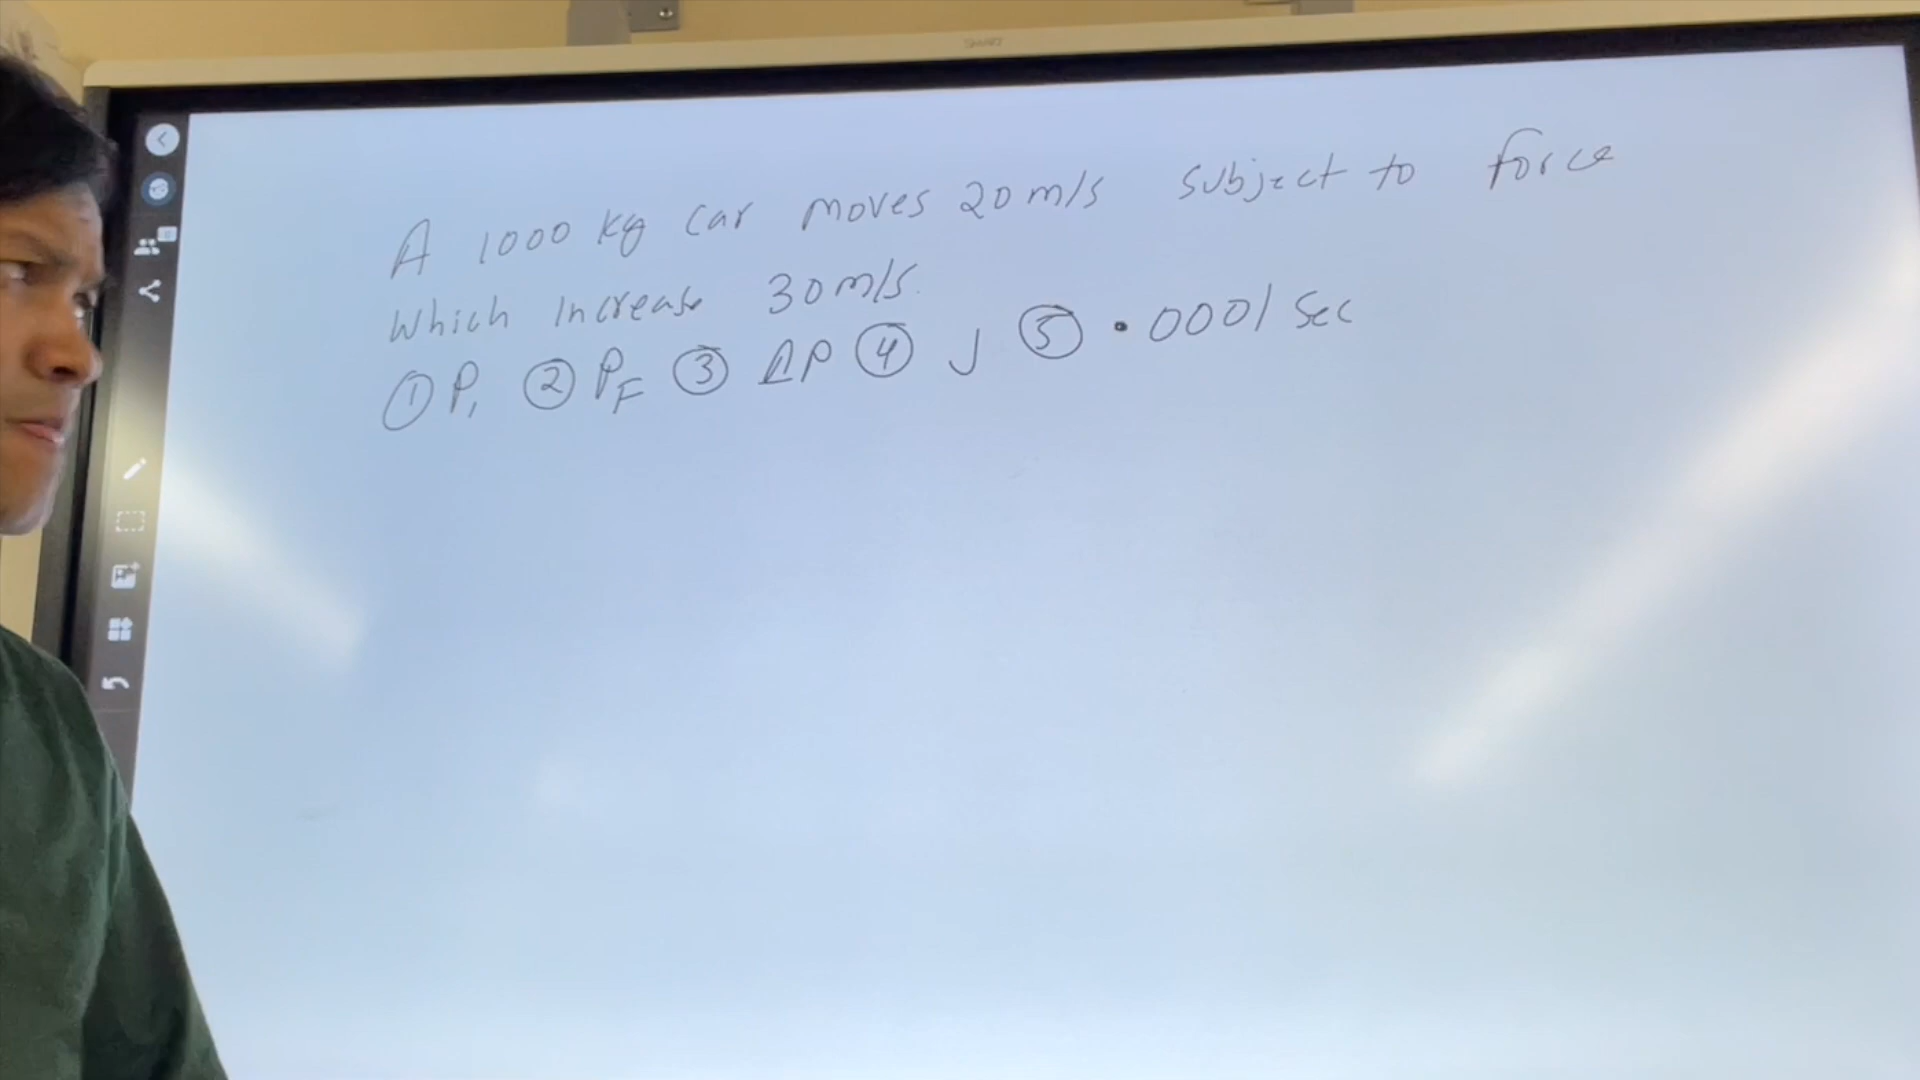 SMART
A 1000 kg car moves 20 m/s subject to force
which increase 30 m/s.
① P, ② PF ③ ΔP ④ J ⑤ .0001 sec